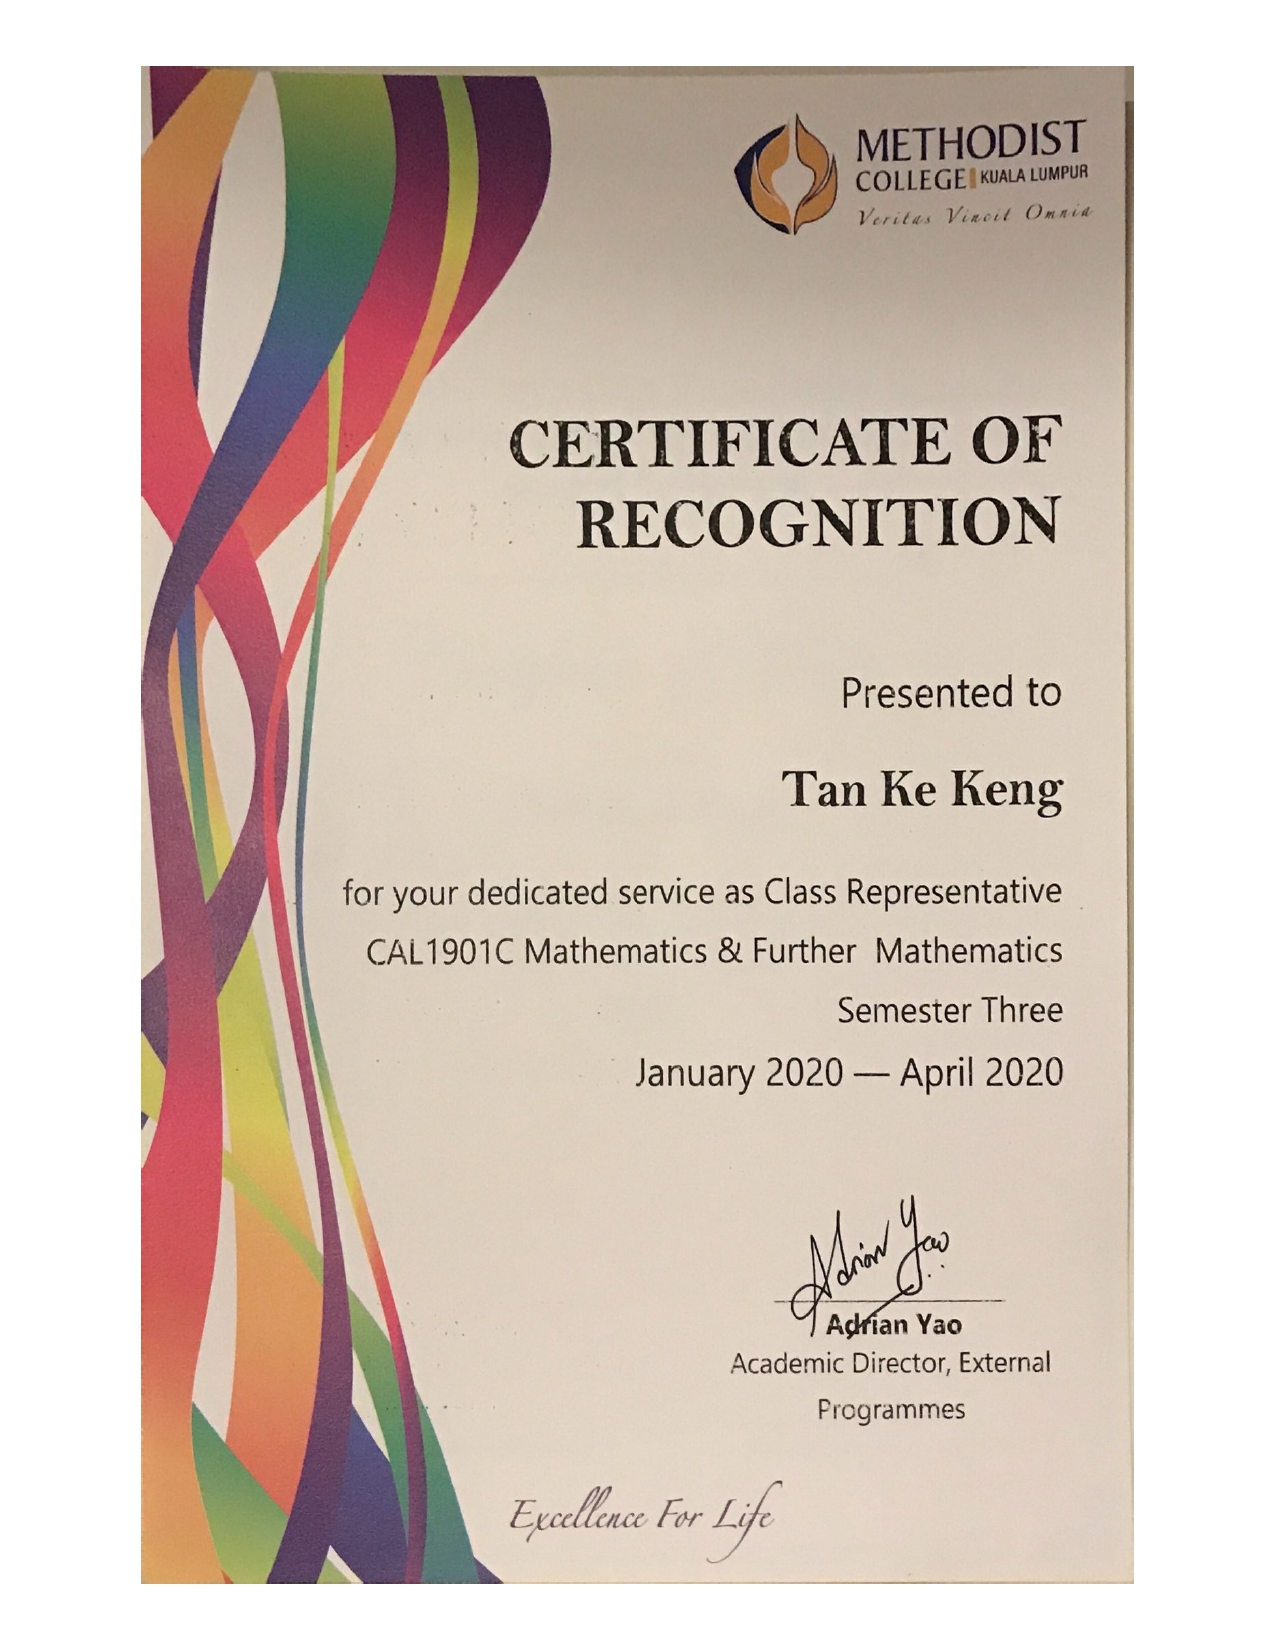 METHODIST
COLLEGE KUALA LUMPUR
Veritas Vincit Omnia
CERTIFICATE OF
RECOGNITION
Presented to
Tan Ke Keng
for your dedicated service as Class Representative
CAL1901C Mathematics & Further Mathematics
Semester Three
January 2020 — April 2020
Adrian Yao
Adrian Yao
Academic Director, External
Programmes
Excellence For Life